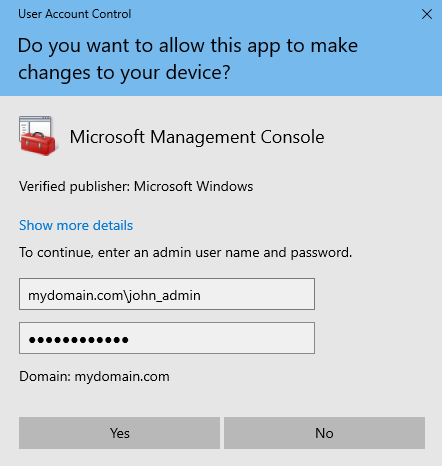 User Account Control
Do you want to allow this app to make
changes to your device?
Microsoft Management Console
Verified publisher: Microsoft Windows
Show more details
To continue, enter an admin user name and password.
mydomain.com\john_admin
●●●●●●●●●●●●
Domain: mydomain.com
Yes
No